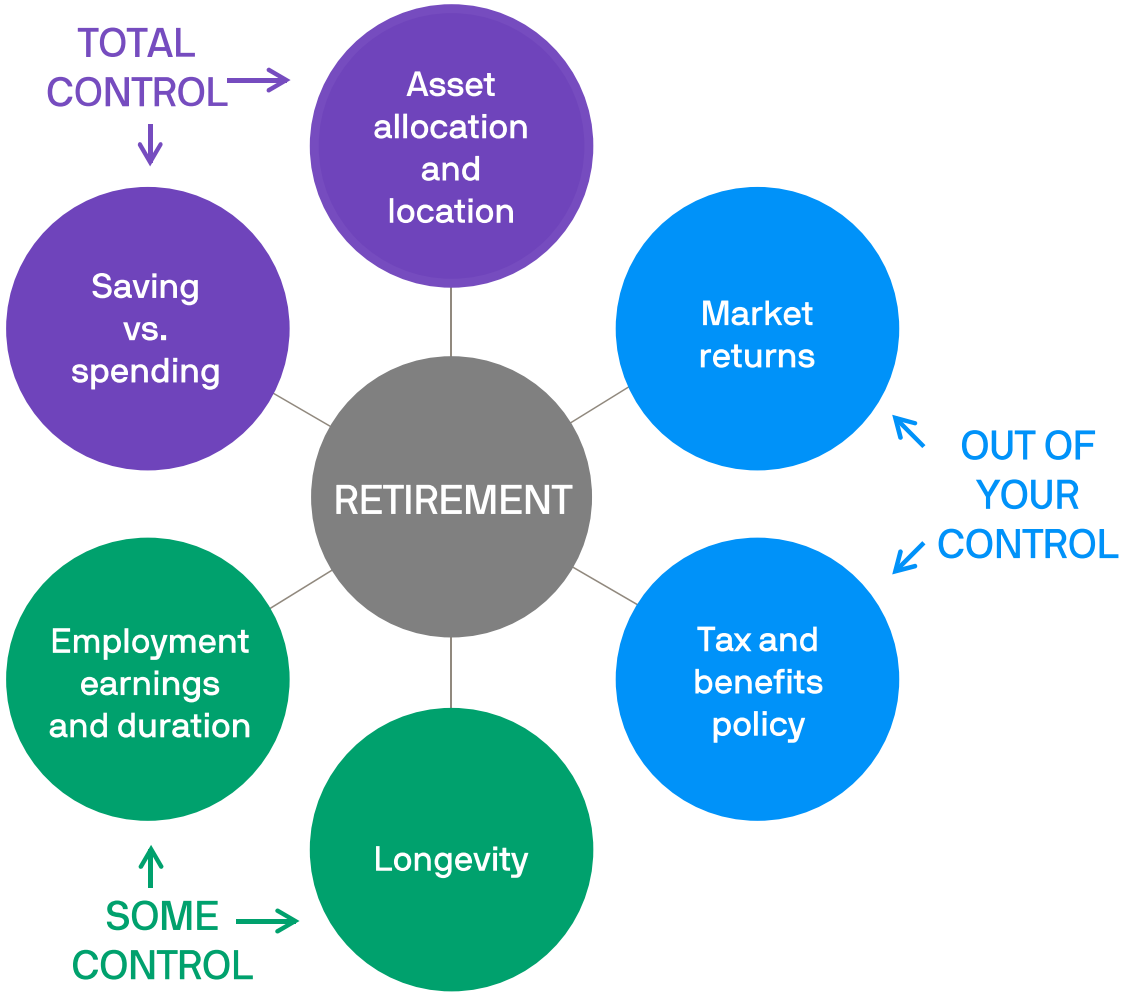 TOTAL
CONTROL
Asset
allocation
and
location
Saving
vs.
spending
Market
returns
OUT OF
YOUR
CONTROL
RETIREMENT
Employment
earnings
and duration
Tax and
benefits
policy
Longevity
SOME
CONTROL